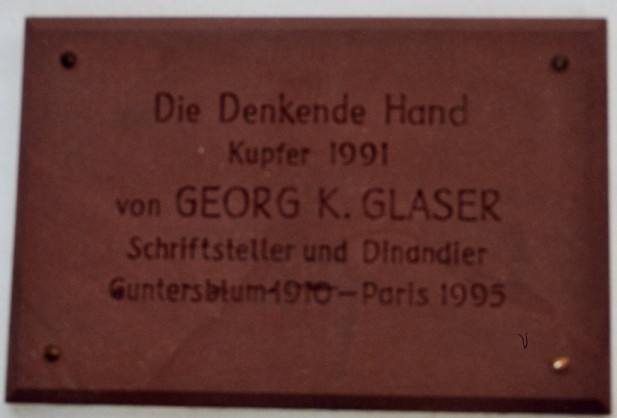 Die Denkende Hand
Kupfer 1991
von GEORG K. GLASER
Schriftsteller und Dinandier
Guntersblum 1910 – Paris 1995